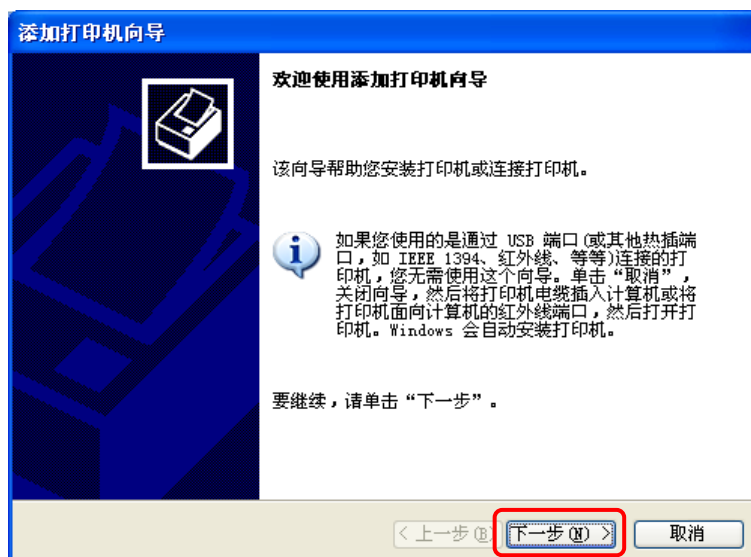 添加打印机向导
欢迎使用添加打印机向导
该向导帮助您安装打印机或连接打印机。
如果您使用的是通过 USB 端口(或其他热插端
口，如 IEEE 1394、红外线、等等)连接的打
印机，您无需使用这个向导。单击“取消”，
关闭向导，然后将打印机电缆插入计算机或将
打印机面向计算机的红外线端口，然后打开打
印机。Windows 会自动安装打印机。
要继续，请单击“下一步”。
< 上一步(B)
下一步(N) >
取消